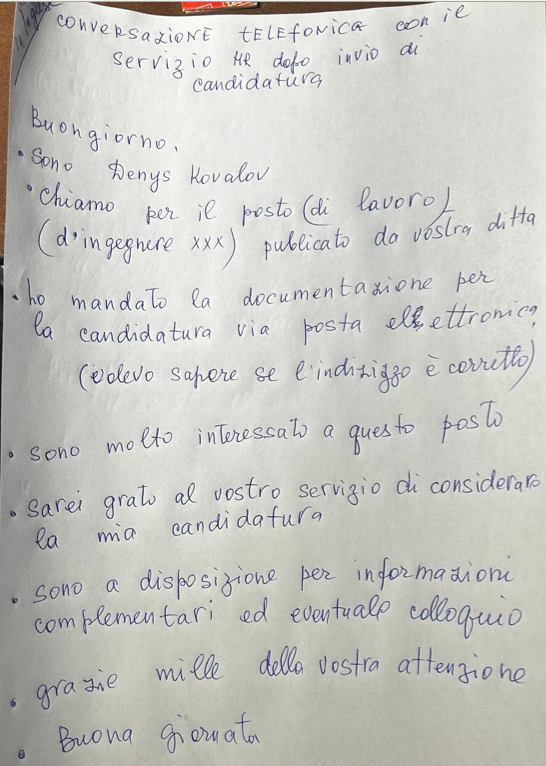 in inglese
conversazione telefonica con il
servizio HR dopo invio di
candidatura
Buongiorno,
• Sono Denys Kovalov
• Chiamo per il posto (di lavoro)
(d'ingegnere xxx) publicato da vostra ditta
• ho mandato la documentazione per
la candidatura via posta elettronica
(volevo sapere se l'indizizzo è corretto)
• sono molto interessato a questo posto
• sarei grato al vostro servizio di considerare
la mia candidatura
• sono a disposizione per informazioni
complementari ed eventuale colloquio
• grazie mille della vostra attenzione
• Buona giornata